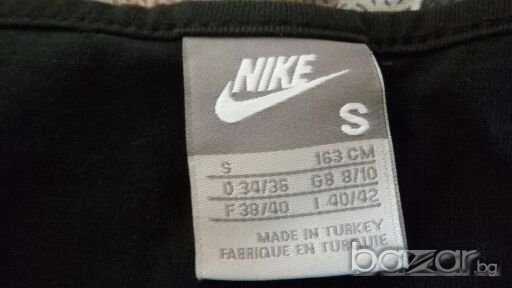 NIKE
S
S 163 CM
D 34/36 GB 8/10
F 38/40 I 40/42
MADE IN TURKEY
FABRIQUE EN TURQUIE
bazar.bg